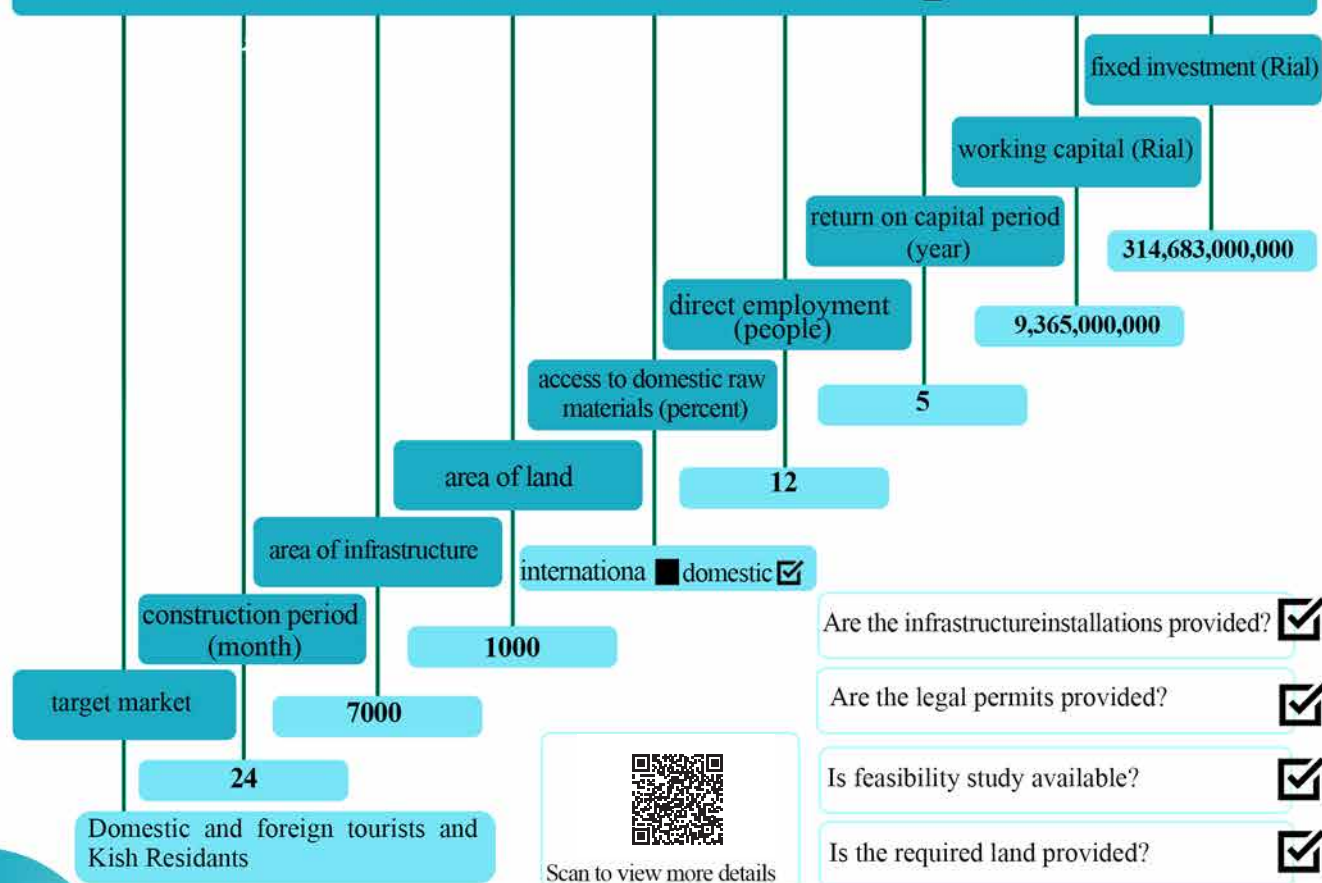 fixed investment (Rial)
314,683,000,000
working capital (Rial)
9,365,000,000
return on capital period
(year)
5
direct employment
(people)
12
access to domestic raw
materials (percent)
internationa domestic
area of land
1000
area of infrastructure
7000
construction period
(month)
24
target market
Domestic and foreign tourists and
Kish Residants
Scan to view more details
Are the infrastructureinstallations provided?
Are the legal permits provided?
Is feasibility study available?
Is the required land provided?